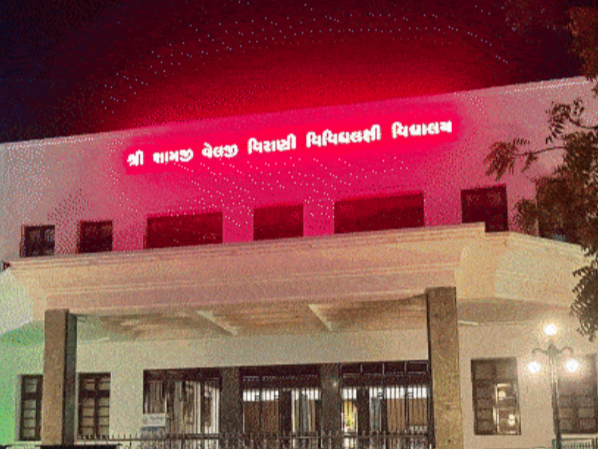 શ્રી શામજી વેલજી વિરાણી વિવિધલક્ષી વિદ્યાલય